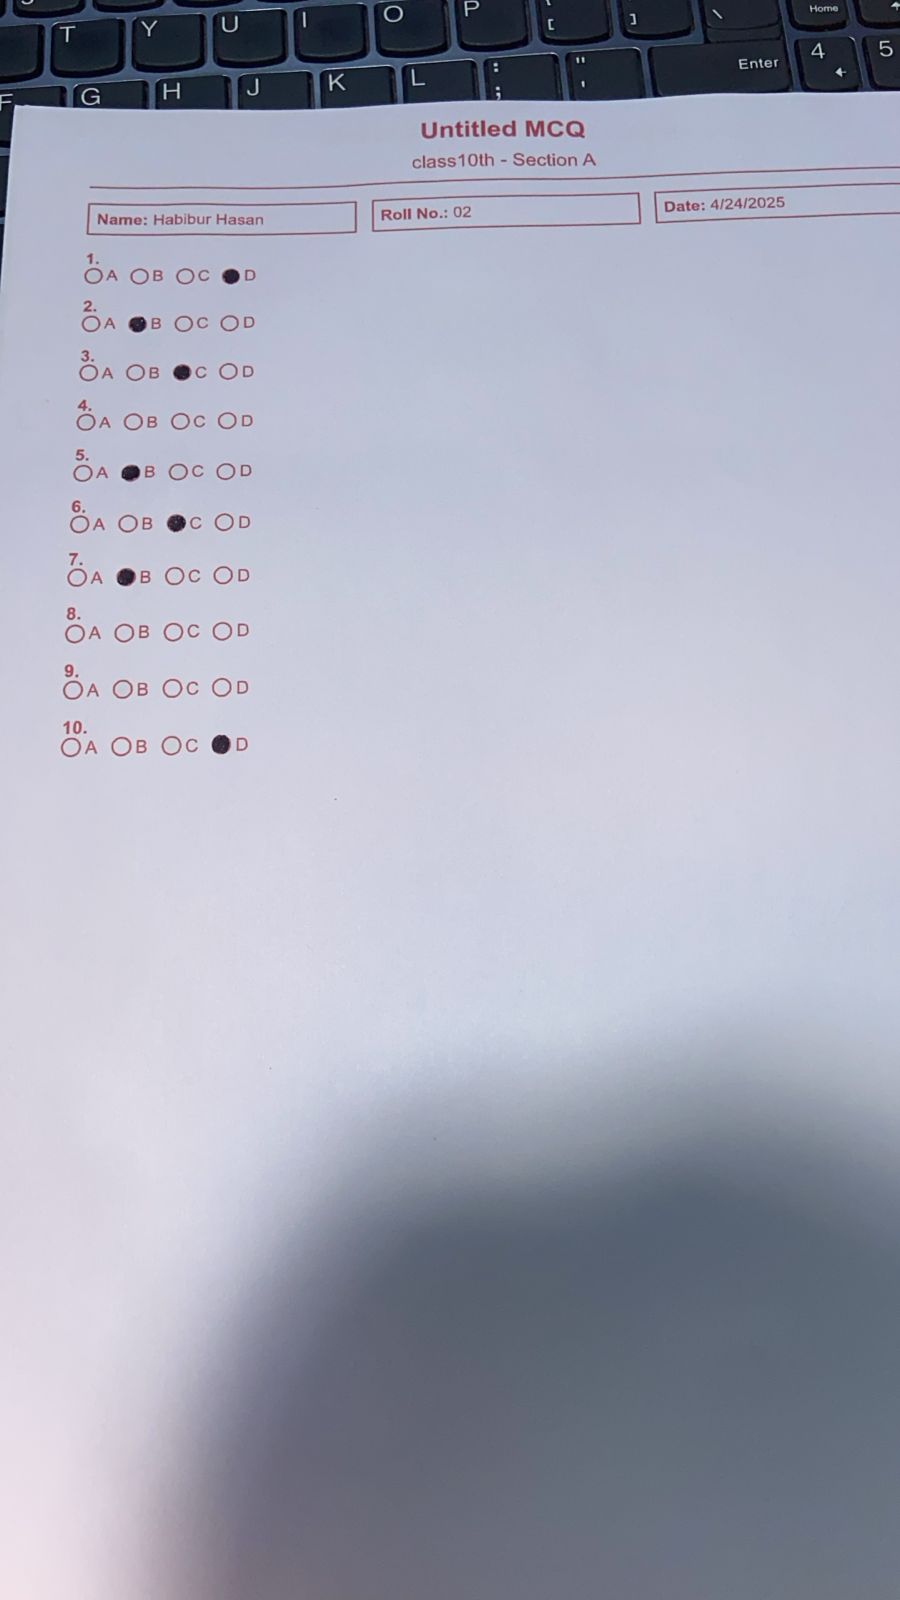 T Y U I O P [ ] \ Home
F G H J K L : ; " ' Enter 4 5
Untitled MCQ
class10th - Section A
Name: Habibur Hasan Roll No.: 02 Date: 4/24/2025
1.
A B C D
2.
A B C D
3.
A B C D
4.
A B C D
5.
A B C D
6.
A B C D
7.
A B C D
8.
A B C D
9.
A B C D
10.
A B C D